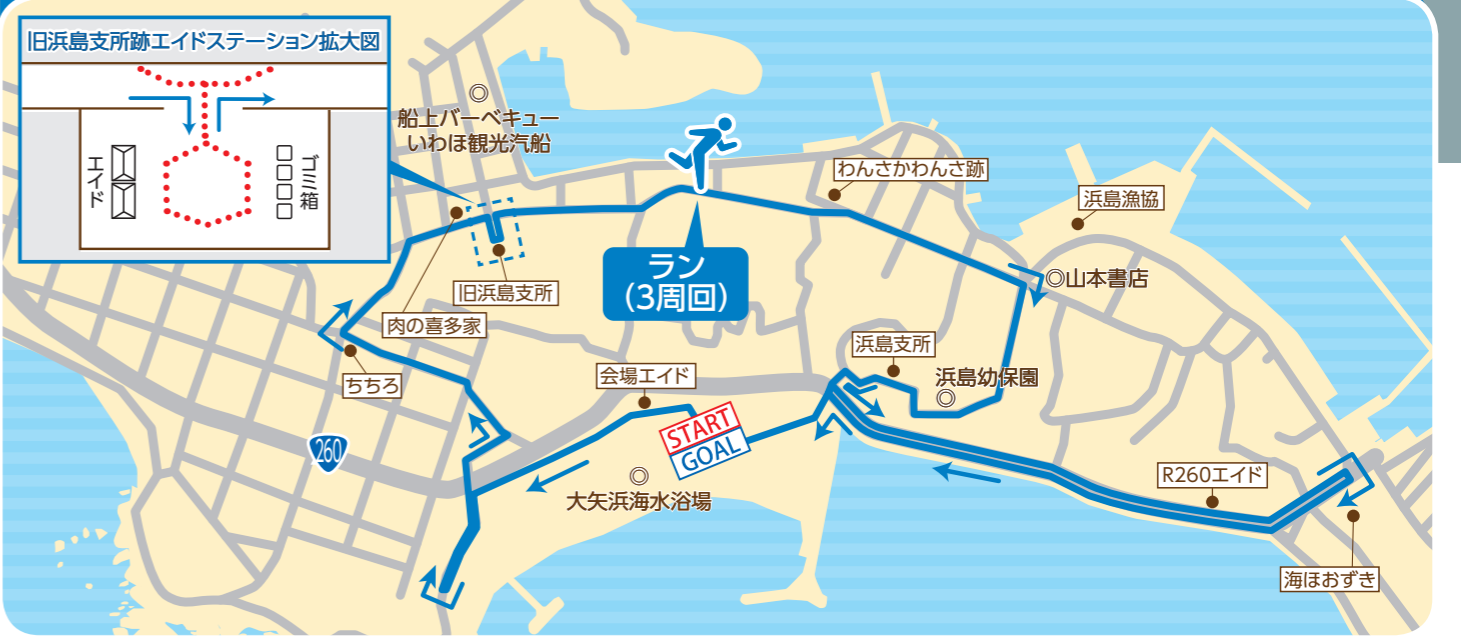 旧浜島支所跡エイドステーション拡大図
エイド
ゴミ箱
船上バーベキュー
いわほ観光汽船
わんさかわんさ跡
浜島漁協
ラン
(3周回)
◎山本書店
旧浜島支所
肉の喜多家
浜島支所
浜島幼保園
ちちろ
会場エイド
START
GOAL
260
大矢浜海水浴場
R260エイド
海ほおずき